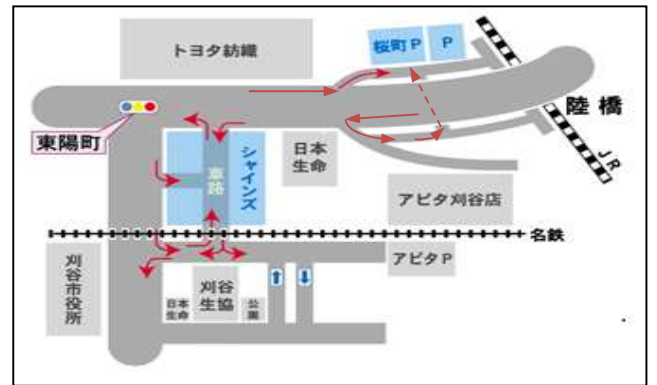 トヨタ紡織
桜町P
P
陸橋
JR
東陽町
車路
シャインズ
日本
生命
アピタ刈谷店
名鉄
刈谷市役所
日本
生命
刈谷
生協
公園
アピタP